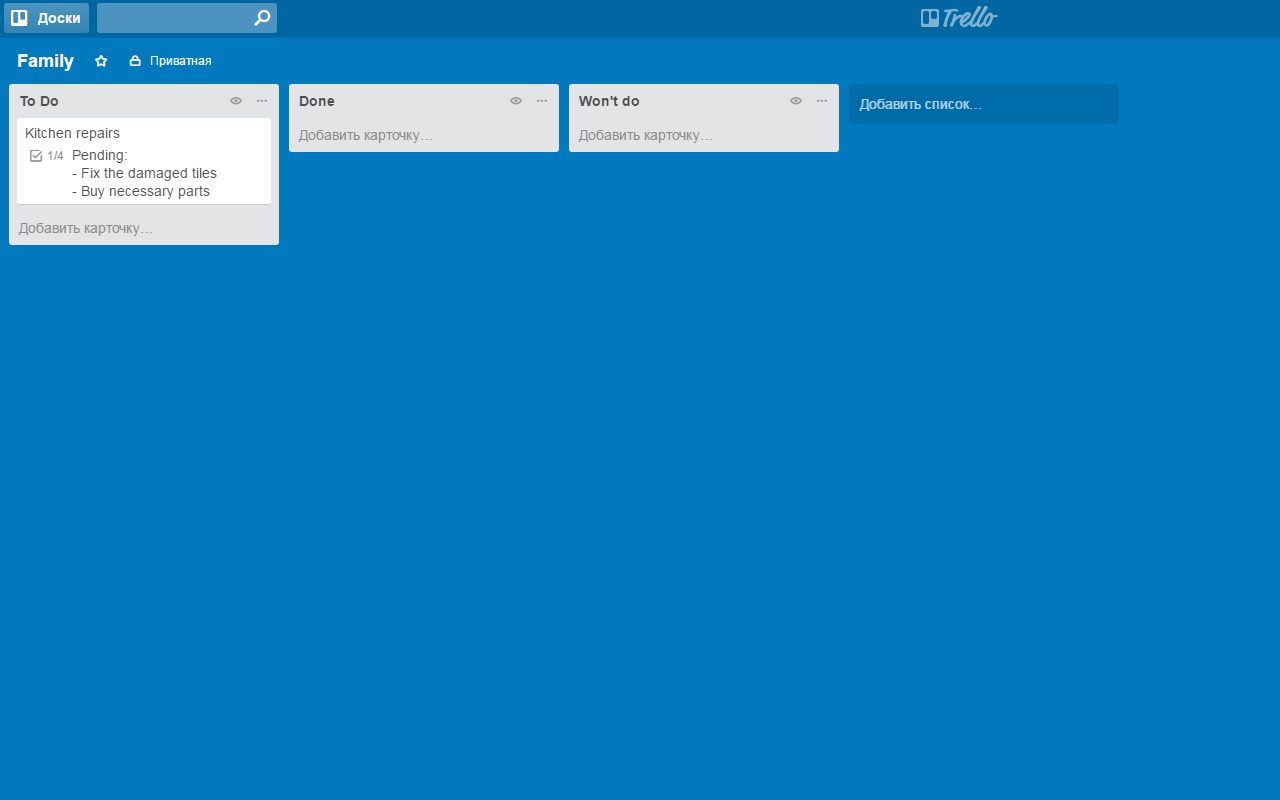 Доски
Trello
Family
Приватная
To Do
Kitchen repairs
1/4
Pending:
- Fix the damaged tiles
- Buy necessary parts
Добавить карточку…
Done
Добавить карточку…
Won't do
Добавить карточку…
Добавить список…